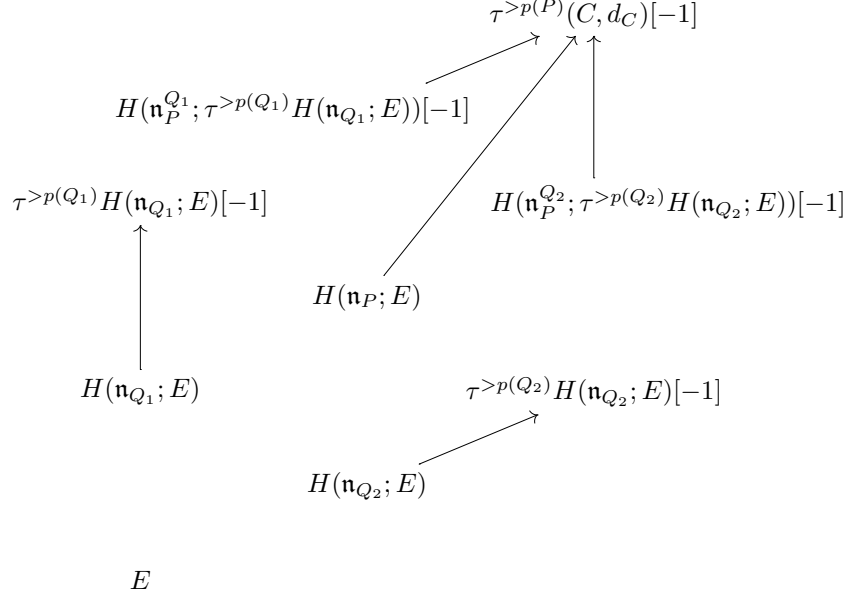 τ^{>p(P)}(C, d_C)[−1]
H(𝔫_P^{Q_1}; τ^{>p(Q_1)}H(𝔫_{Q_1}; E))[−1]
τ^{>p(Q_1)}H(𝔫_{Q_1}; E)[−1]
H(𝔫_P^{Q_2}; τ^{>p(Q_2)}H(𝔫_{Q_2}; E))[−1]
H(𝔫_P; E)
H(𝔫_{Q_1}; E)
τ^{>p(Q_2)}H(𝔫_{Q_2}; E)[−1]
H(𝔫_{Q_2}; E)
E